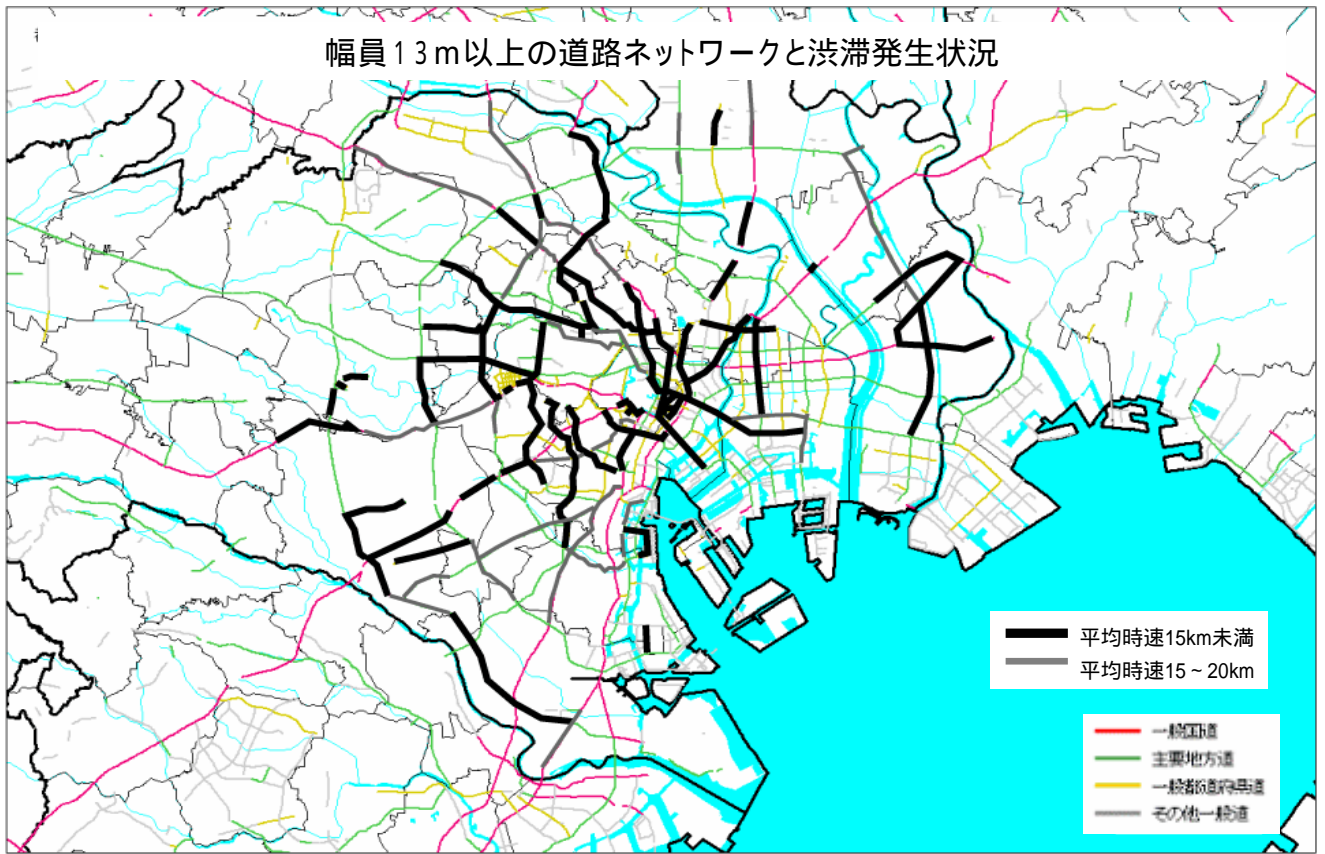 幅員13m以上の道路ネットワークと渋滞発生状況
平均時速15km未満
平均時速15~20km
一般国道
主要地方道
一般都道府県道
その他一般道